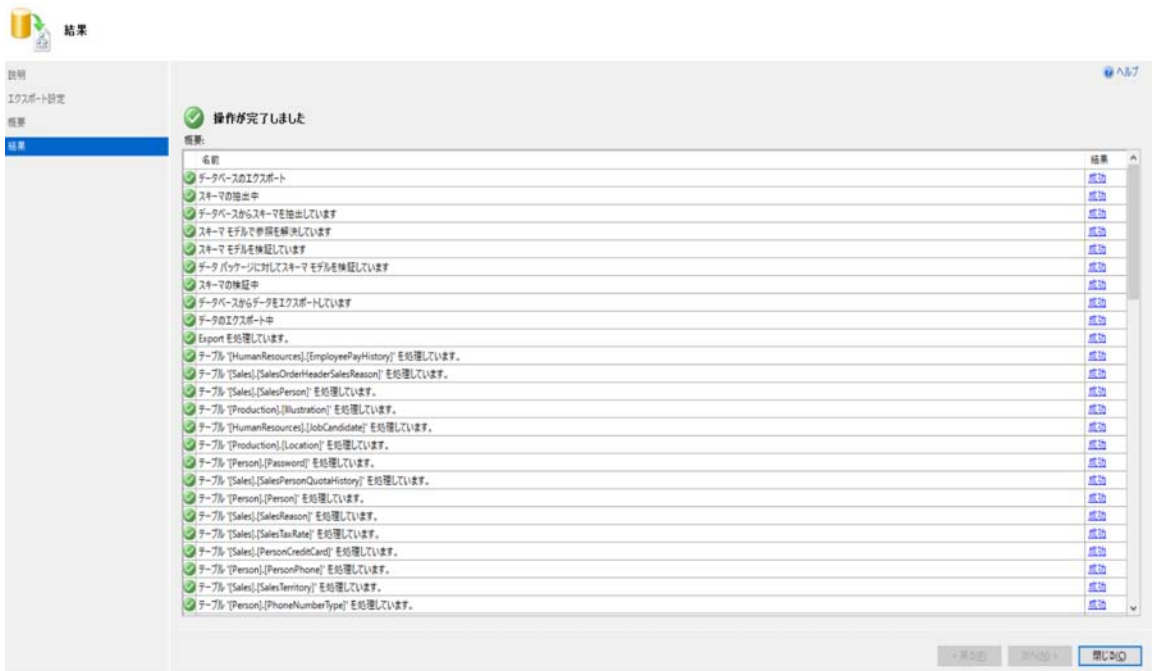 結果
ヘルプ
説明
エクスポート設定
概要
結果
操作が完了しました
概要:
名前 結果
データベースのエクスポート 成功
スキーマの抽出中 成功
データベースからスキーマを抽出しています 成功
スキーマ モデルで参照を解決しています 成功
スキーマ モデルを検証しています 成功
データ パッケージに対してスキーマ モデルを検証しています 成功
スキーマの検証中 成功
データベースからデータをエクスポートしています 成功
データのエクスポート中 成功
Export を処理しています。 成功
テーブル '[HumanResources].[EmployeePayHistory]' を処理しています。 成功
テーブル '[Sales].[SalesOrderHeaderSalesReason]' を処理しています。 成功
テーブル '[Sales].[SalesPerson]' を処理しています。 成功
テーブル '[Production].[Illustration]' を処理しています。 成功
テーブル '[HumanResources].[JobCandidate]' を処理しています。 成功
テーブル '[Production].[Location]' を処理しています。 成功
テーブル '[Person].[Password]' を処理しています。 成功
テーブル '[Sales].[SalesPersonQuotaHistory]' を処理しています。 成功
テーブル '[Person].[Person]' を処理しています。 成功
テーブル '[Sales].[SalesReason]' を処理しています。 成功
テーブル '[Sales].[SalesTaxRate]' を処理しています。 成功
テーブル '[Sales].[PersonCreditCard]' を処理しています。 成功
テーブル '[Person].[PersonPhone]' を処理しています。 成功
テーブル '[Sales].[SalesTerritory]' を処理しています。 成功
テーブル '[Person].[PhoneNumberType]' を処理しています。 成功
< 戻る(P) 次へ(N) > 閉じる(C)